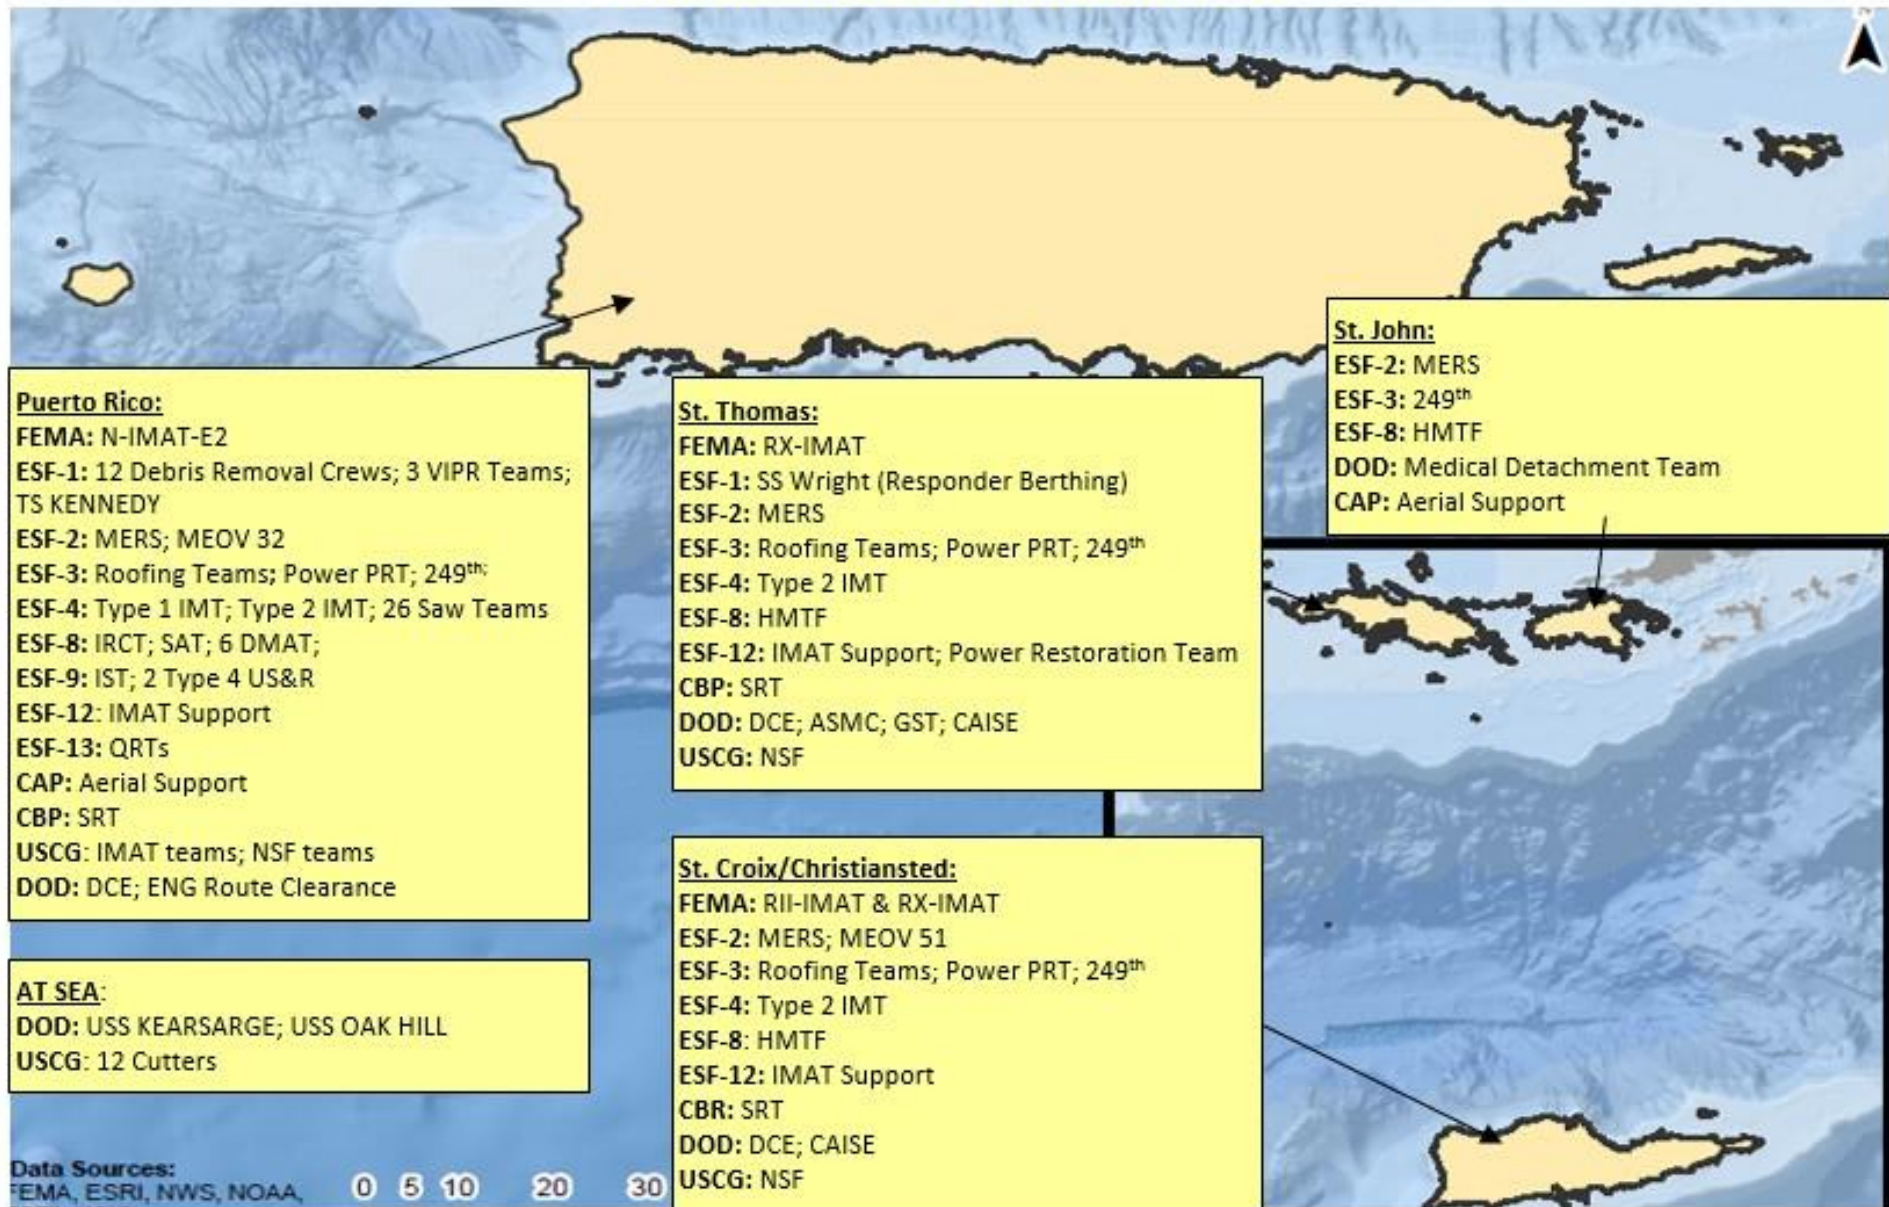 Puerto Rico:
FEMA: N-IMAT-E2
ESF-1: 12 Debris Removal Crews; 3 VIPR Teams;
TS KENNEDY
ESF-2: MERS; MEOV 32
ESF-3: Roofing Teams; Power PRT; 249th;
ESF-4: Type 1 IMT; Type 2 IMT; 26 Saw Teams
ESF-8: IRCT; SAT; 6 DMAT;
ESF-9: IST; 2 Type 4 US&R
ESF-12: IMAT Support
ESF-13: QRTs
CAP: Aerial Support
CBP: SRT
USCG: IMAT teams; NSF teams
DOD: DCE; ENG Route Clearance
AT SEA:
DOD: USS KEARSARGE; USS OAK HILL
USCG: 12 Cutters
St. Thomas:
FEMA: RX-IMAT
ESF-1: SS Wright (Responder Berthing)
ESF-2: MERS
ESF-3: Roofing Teams; Power PRT; 249th
ESF-4: Type 2 IMT
ESF-8: HMTF
ESF-12: IMAT Support; Power Restoration Team
CBP: SRT
DOD: DCE; ASMC; GST; CAISE
USCG: NSF
St. Croix/Christiansted:
FEMA: RII-IMAT & RX-IMAT
ESF-2: MERS; MEOV 51
ESF-3: Roofing Teams; Power PRT; 249th
ESF-4: Type 2 IMT
ESF-8: HMTF
ESF-12: IMAT Support
CBR: SRT
DOD: DCE; CAISE
USCG: NSF
St. John:
ESF-2: MERS
ESF-3: 249th
ESF-8: HMTF
DOD: Medical Detachment Team
CAP: Aerial Support
Data Sources:
FEMA, ESRI, NWS, NOAA,
0 5 10 20 30